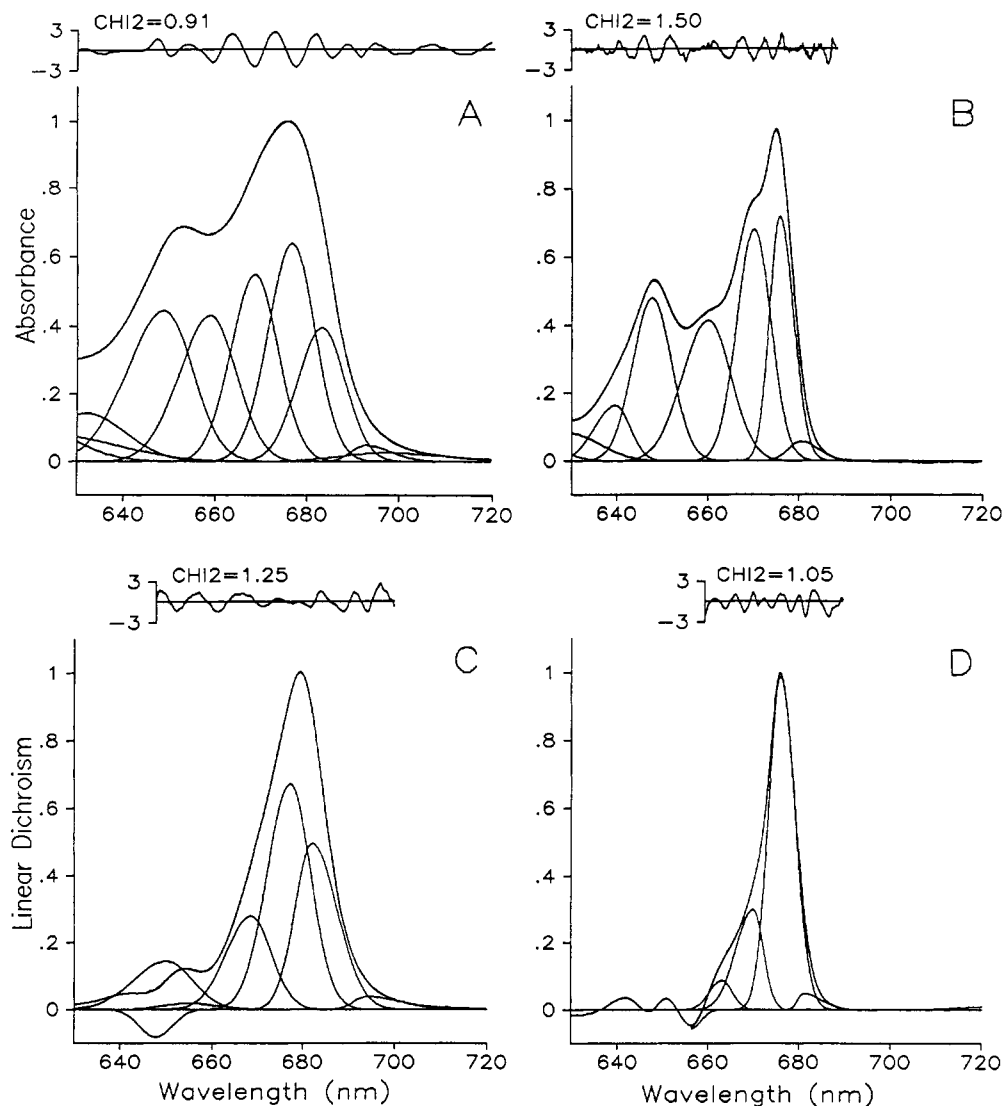 CHI2=0.91
3
-3
A
1
.8
.6
.4
.2
0
Absorbance
640 660 680 700 720
CHI2=1.50
3
-3
B
1
.8
.6
.4
.2
0
640 660 680 700 720
CHI2=1.25
3
-3
C
1
.8
.6
.4
.2
0
Linear Dichroism
640 660 680 700 720
Wavelength (nm)
CHI2=1.05
3
-3
D
1
.8
.6
.4
.2
0
640 660 680 700 720
Wavelength (nm)